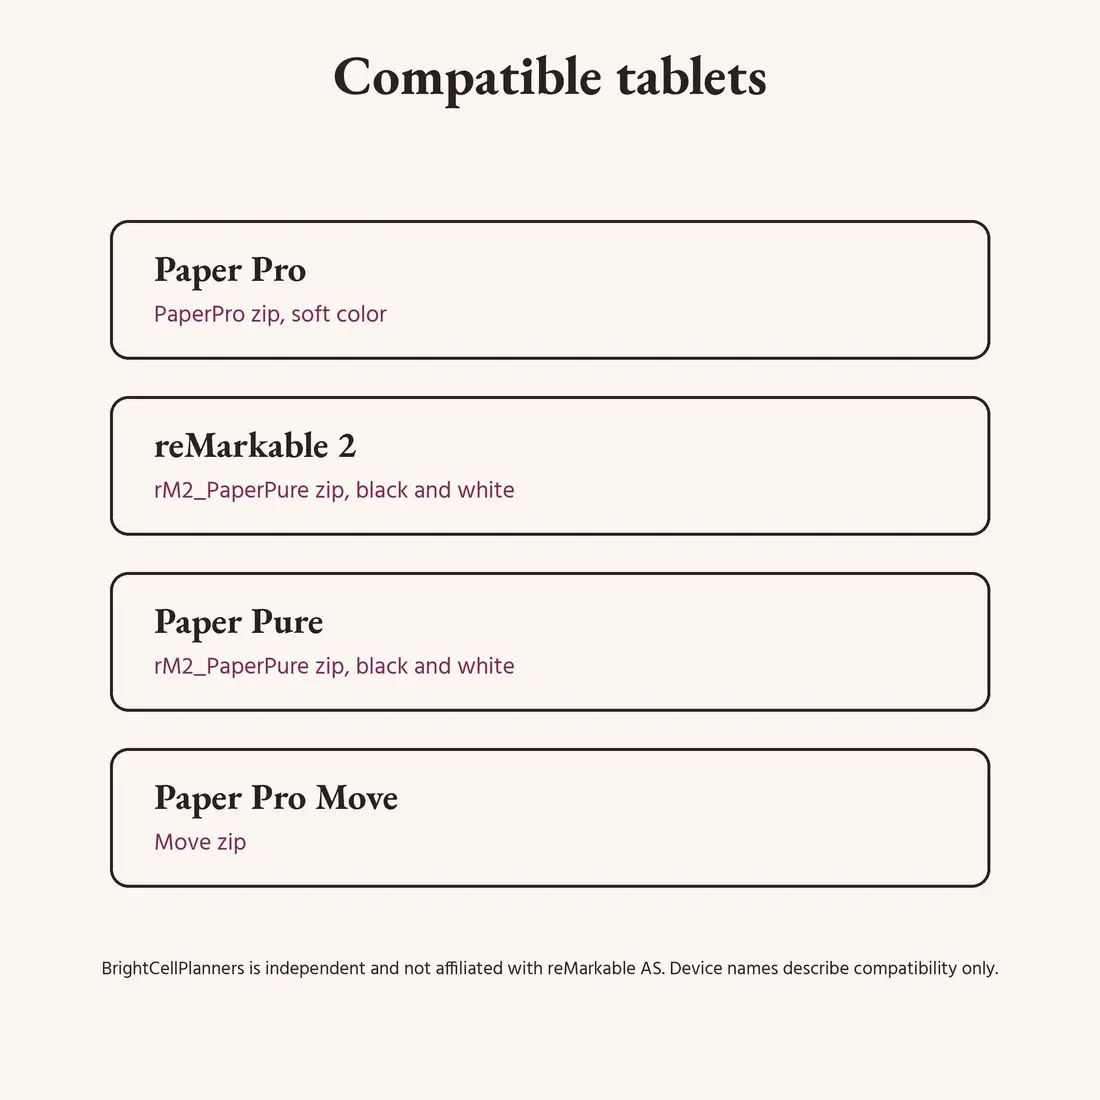 Compatible tablets
Paper Pro
PaperPro zip, soft color
reMarkable 2
rM2_PaperPure zip, black and white
Paper Pure
rM2_PaperPure zip, black and white
Paper Pro Move
Move zip
BrightCellPlanners is independent and not affiliated with reMarkable AS. Device names describe compatibility only.